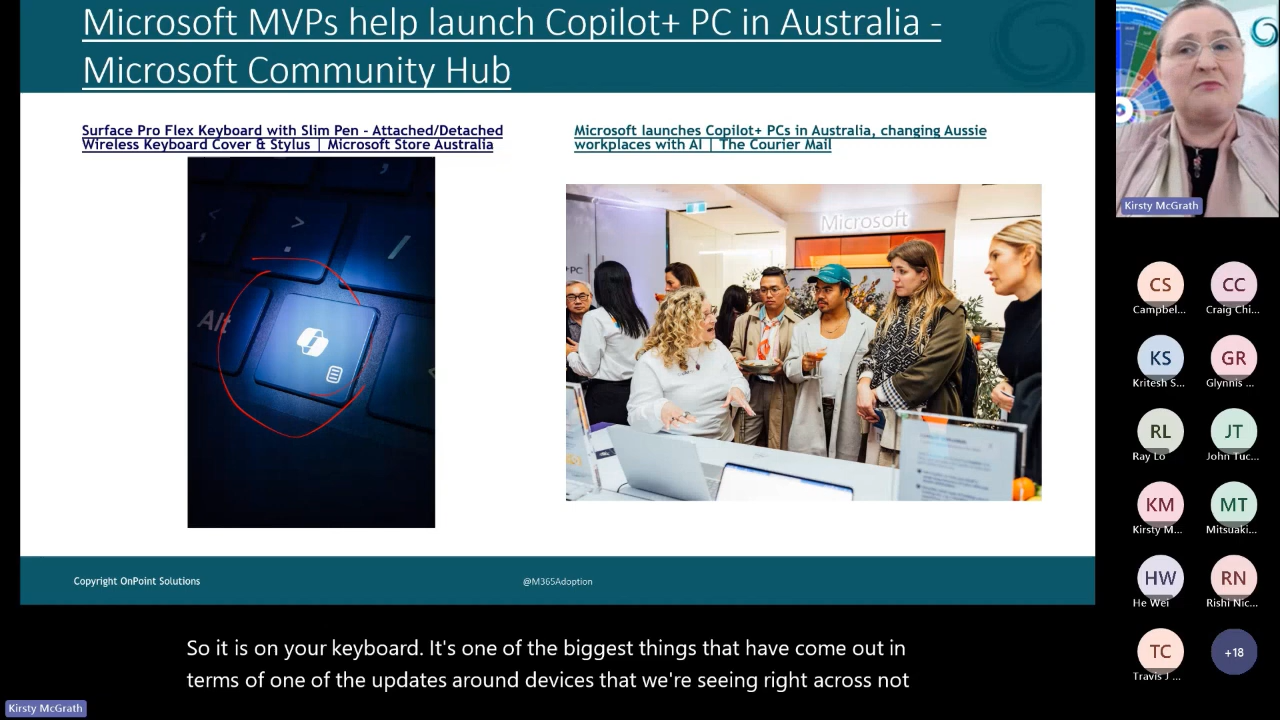 Microsoft MVPs help launch Copilot+ PC in Australia -
Microsoft Community Hub
Surface Pro Flex Keyboard with Slim Pen - Attached/Detached
Wireless Keyboard Cover & Stylus | Microsoft Store Australia
Microsoft launches Copilot+ PCs in Australia, changing Aussie
workplaces with AI | The Courier Mail
Alt
Microsoft
PC
Copyright OnPoint Solutions
@M365Adoption
So it is on your keyboard. It's one of the biggest things that have come out in
terms of one of the updates around devices that we're seeing right across not
Kirsty McGrath
Kirsty McGrath
CS
Campbel...
CC
Craig Chi...
KS
Kritesh S...
GR
Glynnis ...
RL
Ray Lo
JT
John Tuc...
KM
Kirsty M...
MT
Mitsuaki...
HW
He Wei
RN
Rishi Nic...
TC
Travis J ...
+18